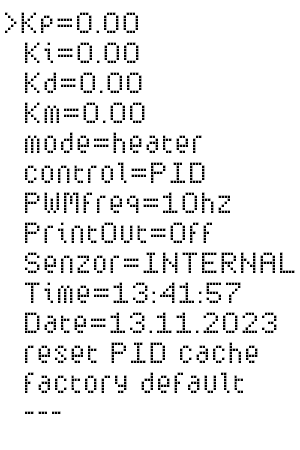 >Kp=0.00
Ki=0.00
Kd=0.00
Km=0.00
mode=heater
control=PID
PWMfreq=10hz
PrintOut=Off
Senzor=INTERNAL
Time=13:41:57
Date=13.11.2023
reset PID cache
factory default
---